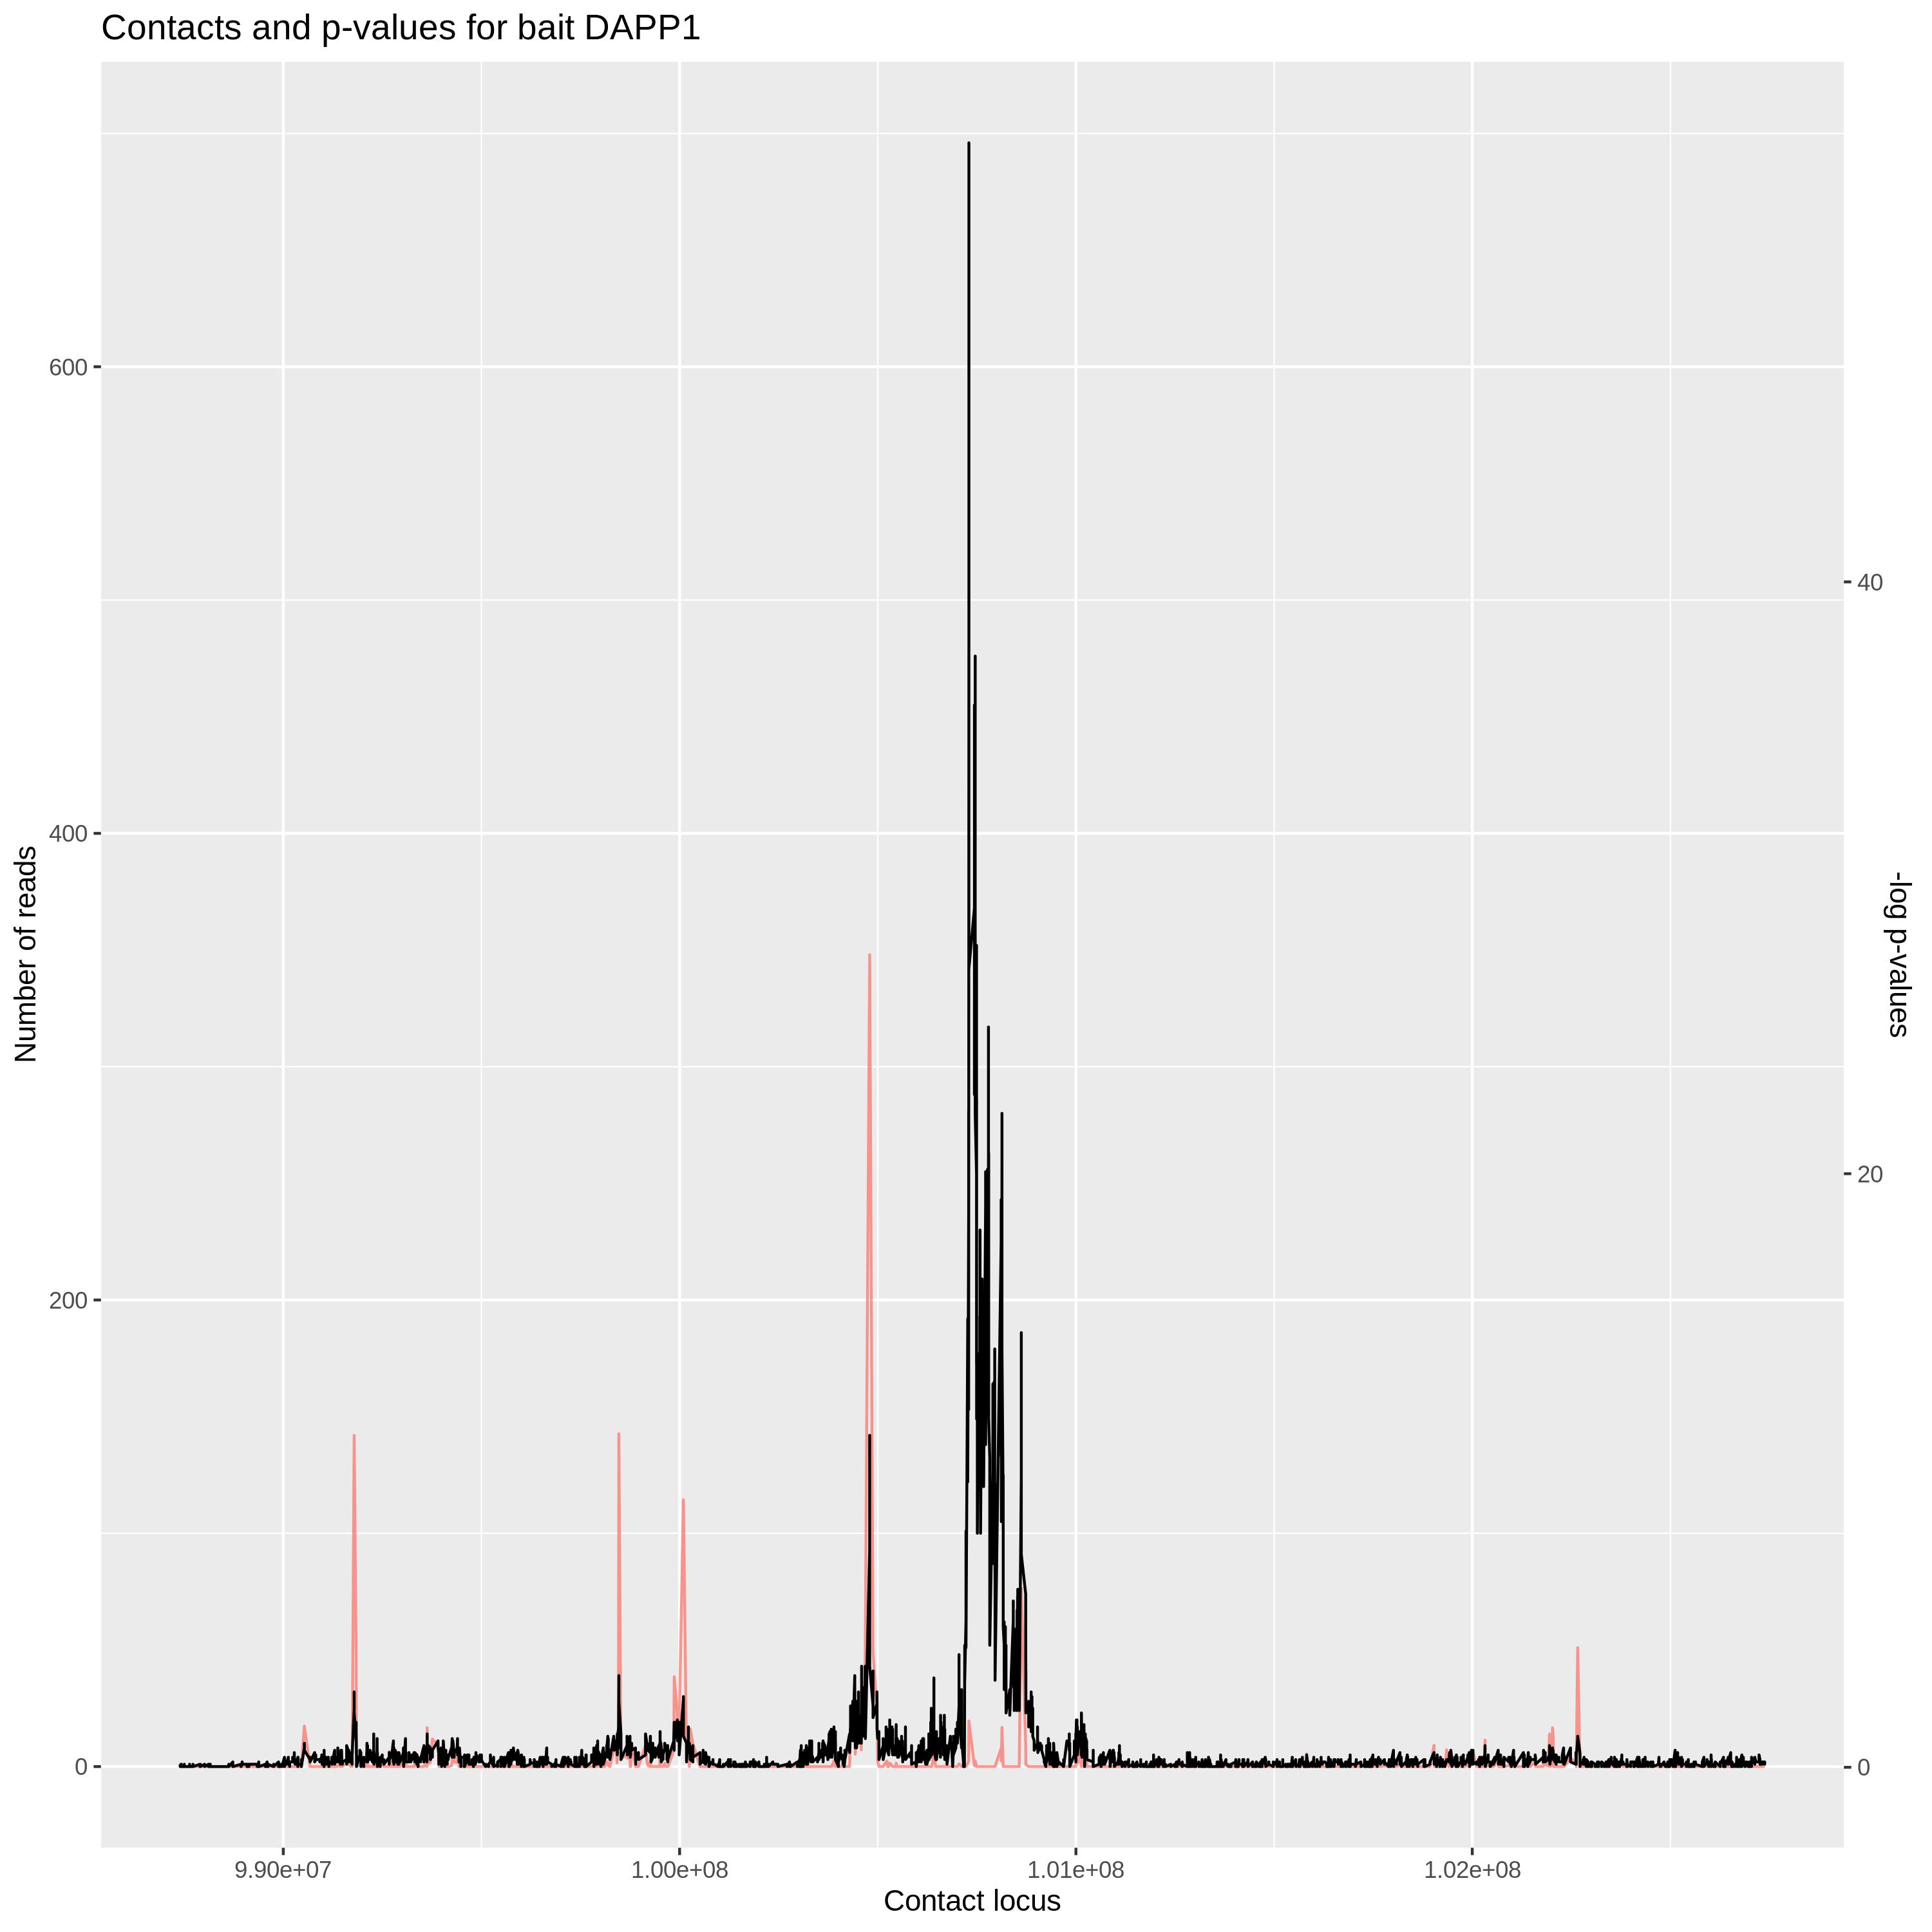 Contacts and p-values for bait DAPP1
600
400
200
0
Number of reads
40
20
0
-log p-values
9.90e+07
1.00e+08
1.01e+08
1.02e+08
Contact locus